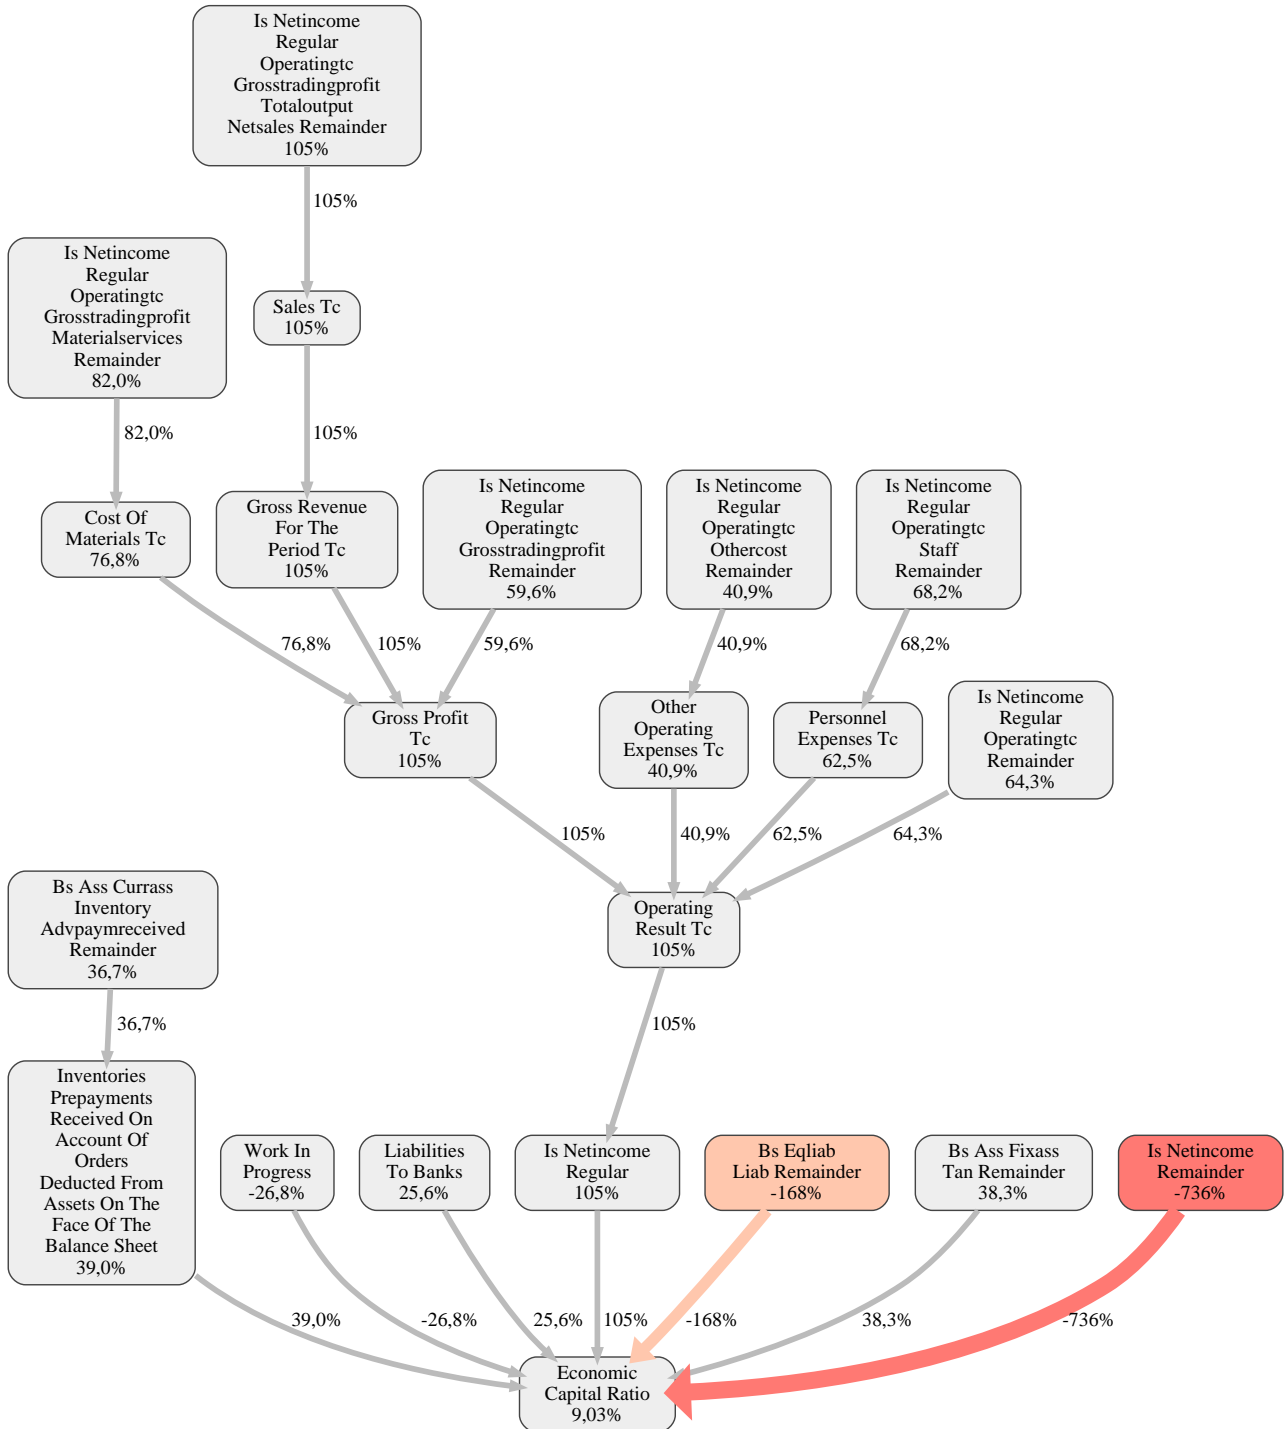 Is Netincome
Regular
Operatingtc
Grosstradingprofit
Totaloutput
Netsales Remainder
105%
105%
Is Netincome
Regular
Operatingtc
Grosstradingprofit
Materialservices
Remainder
82,0%
Sales Tc
105%
82,0%
105%
Cost Of
Materials Tc
76,8%
Gross Revenue
For The
Period Tc
105%
Is Netincome
Regular
Operatingtc
Grosstradingprofit
Remainder
59,6%
Is Netincome
Regular
Operatingtc
Othercost
Remainder
40,9%
Is Netincome
Regular
Operatingtc
Staff
Remainder
68,2%
76,8%
105%
59,6%
40,9%
68,2%
Gross Profit
Tc
105%
Other
Operating
Expenses Tc
40,9%
Personnel
Expenses Tc
62,5%
Is Netincome
Regular
Operatingtc
Remainder
64,3%
105%
40,9%
62,5%
64,3%
Bs Ass Currass
Inventory
Advpaymreceived
Remainder
36,7%
Operating
Result Tc
105%
36,7%
105%
Inventories
Prepayments
Received On
Account Of
Orders
Deducted From
Assets On The
Face Of The
Balance Sheet
39,0%
Work In
Progress
-26,8%
Liabilities
To Banks
25,6%
Is Netincome
Regular
105%
Bs Eqliab
Liab Remainder
-168%
Bs Ass Fixass
Tan Remainder
38,3%
Is Netincome
Remainder
-736%
39,0%
-26,8%
25,6%
105%
-168%
38,3%
-736%
Economic
Capital Ratio
9,03%